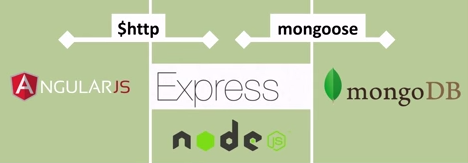 $http
mongoose
ANGULARJS
Express
mongoDB
node
JS